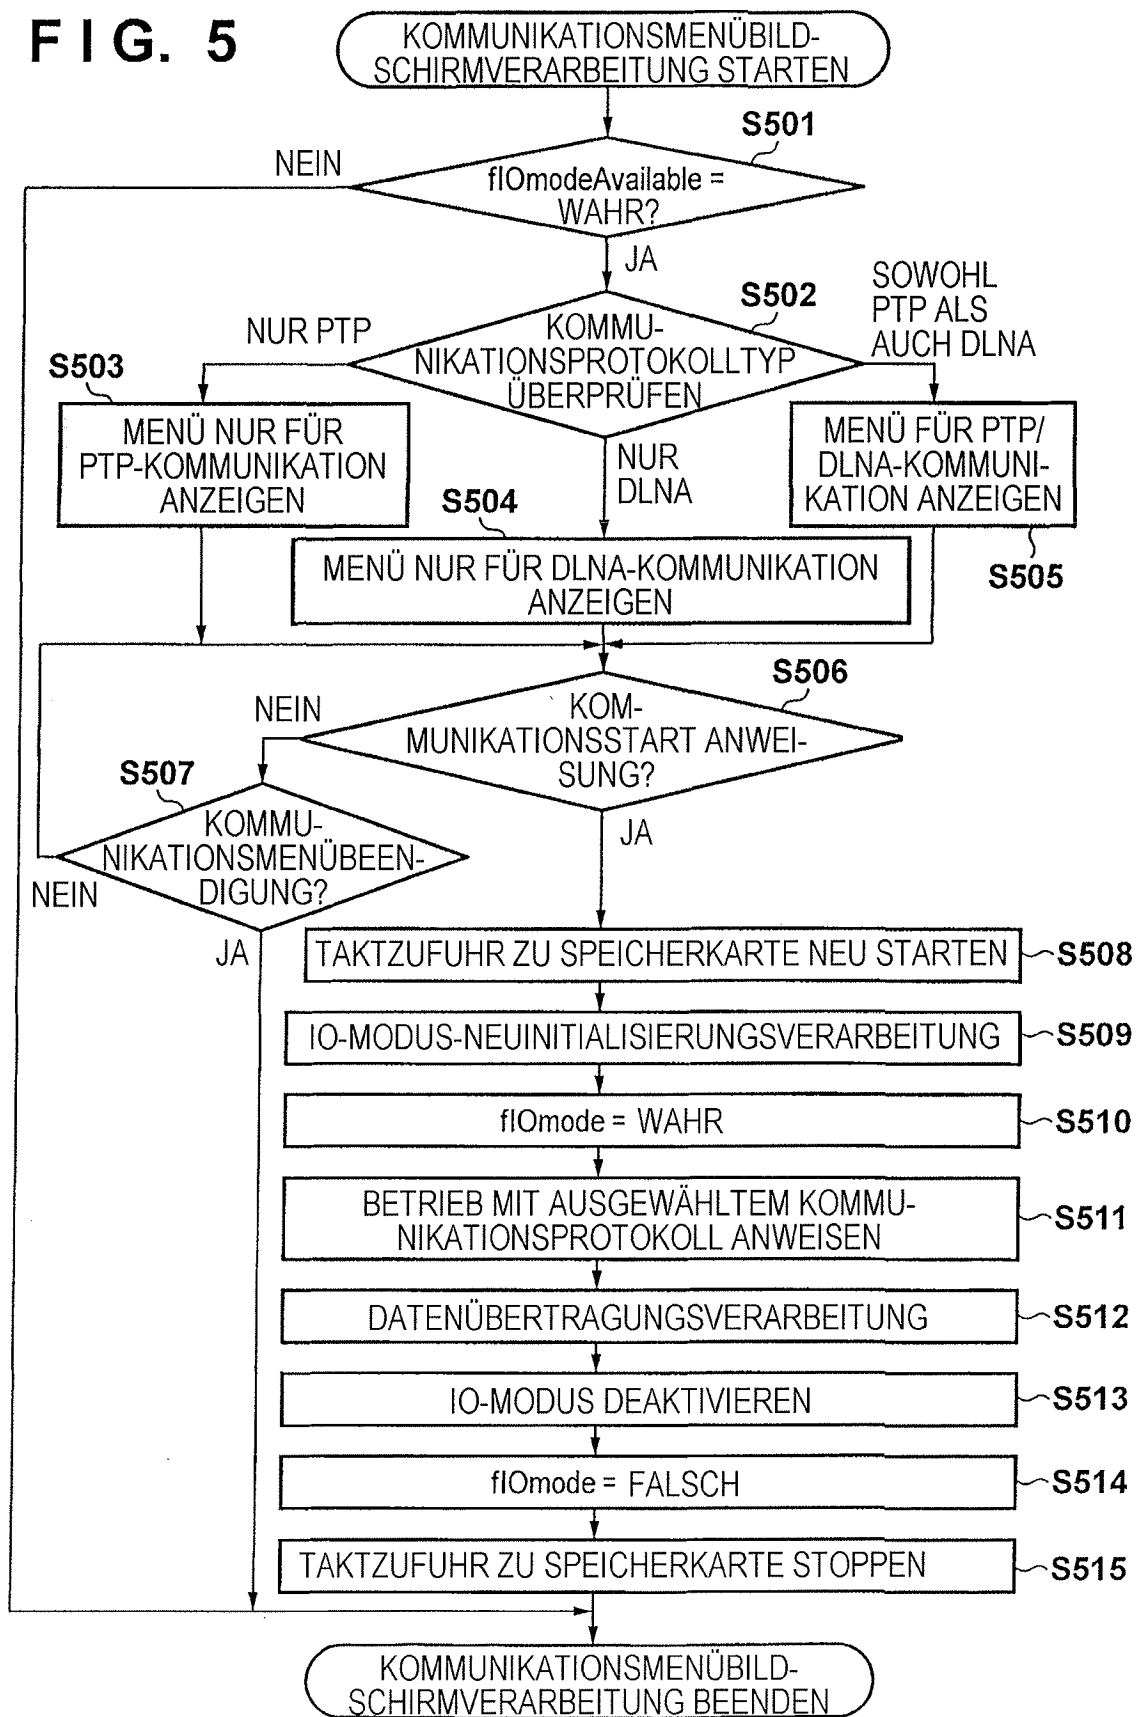 FIG. 5
KOMMUNIKATIONSMENÜBILD-
SCHIRMVERARBEITUNG STARTEN
S501
NEIN
fIOmodeAvailable =
WAHR?
JA
SOWOHL
PTP ALS
AUCH DLNA
S502
NUR PTP
KOMMU-
NIKATIONSPROTOKOLLTYP
ÜBERPRÜFEN
S503
MENÜ NUR FÜR
PTP-KOMMUNIKATION
ANZEIGEN
MENÜ FÜR PTP/
DLNA-KOMMUNI-
KATION ANZEIGEN
NUR
DLNA
S504
S505
MENÜ NUR FÜR DLNA-KOMMUNIKATION
ANZEIGEN
S506
NEIN
KOM-
MUNIKATIONSSTART ANWEI-
SUNG?
S507
JA
KOMMU-
NIKATIONSMENÜBEEN-
DIGUNG?
NEIN
JA
TAKTZUFUHR ZU SPEICHERKARTE NEU STARTEN
S508
IO-MODUS-NEUINITIALISIERUNGSVERARBEITUNG
S509
fIOmode = WAHR
S510
BETRIEB MIT AUSGEWÄHLTEM KOMMU-
NIKATIONSPROTOKOLL ANWEISEN
S511
DATENÜBERTRAGUNGSVERARBEITUNG
S512
IO-MODUS DEAKTIVIEREN
S513
fIOmode = FALSCH
S514
TAKTZUFUHR ZU SPEICHERKARTE STOPPEN
S515
KOMMUNIKATIONSMENÜBILD-
SCHIRMVERARBEITUNG BEENDEN